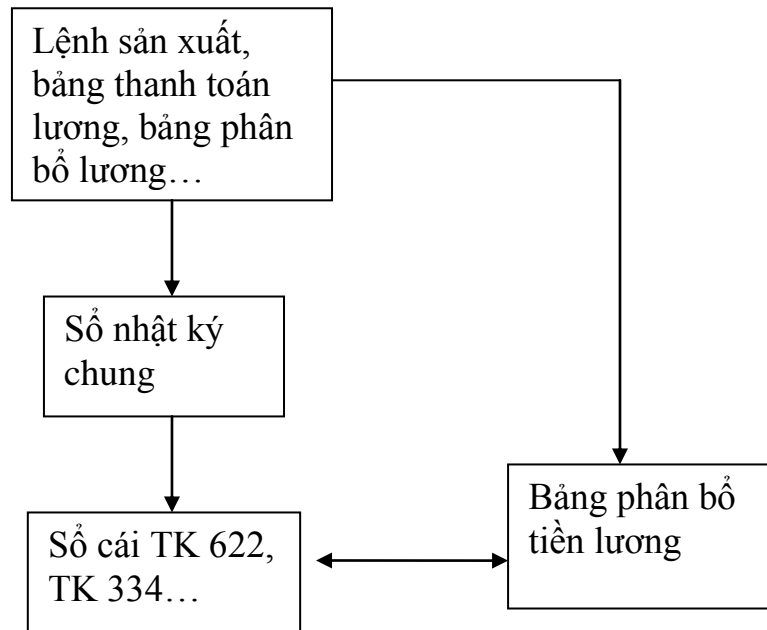 Lệnh sản xuất,
bảng thanh toán
lương, bảng phân
bổ lương…
Sổ nhật ký
chung
Sổ cái TK 622,
TK 334…
Bảng phân bổ
tiền lương